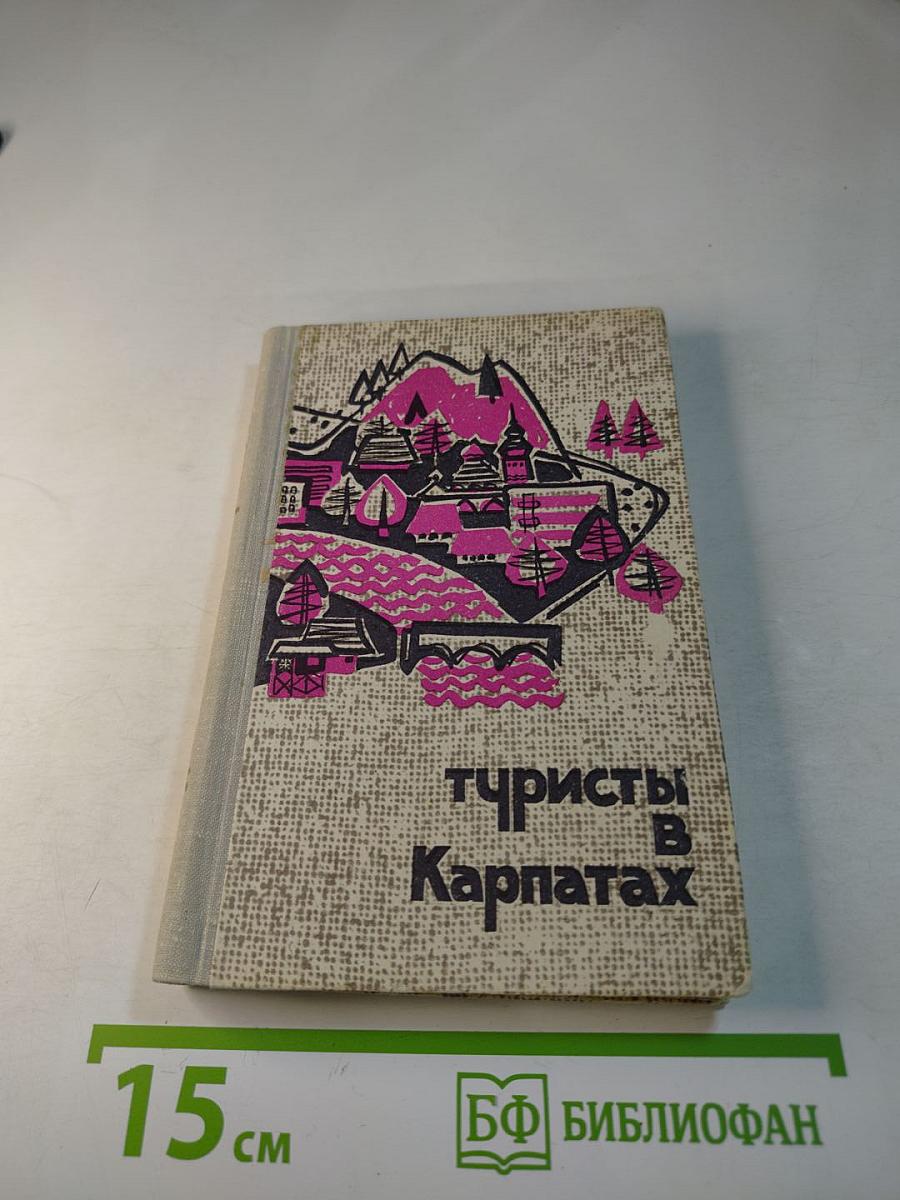 туристы
в
Карпатах
15 см
БФ БИБЛИОФАН